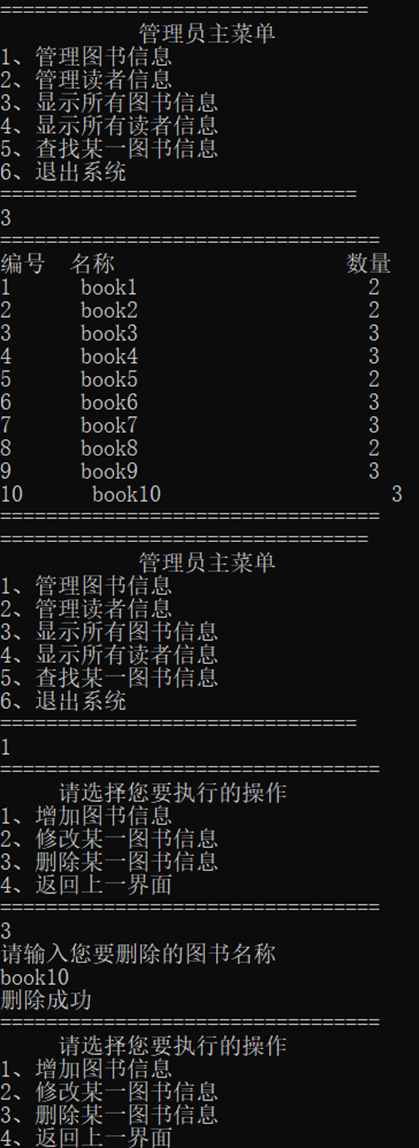 ================================
管理员主菜单
1、管理图书信息
2、管理读者信息
3、显示所有图书信息
4、显示所有读者信息
5、查找某一图书信息
6、退出系统
===============================
3
=================================
编号 名称 数量
1 book1 2
2 book2 2
3 book3 3
4 book4 3
5 book5 2
6 book6 3
7 book7 3
8 book8 2
9 book9 3
10 book10 3
=================================
================================
管理员主菜单
1、管理图书信息
2、管理读者信息
3、显示所有图书信息
4、显示所有读者信息
5、查找某一图书信息
6、退出系统
===============================
1
=================================
请选择您要执行的操作
1、增加图书信息
2、修改某一图书信息
3、删除某一图书信息
4、返回上一界面
=================================
3
请输入您要删除的图书名称
book10
删除成功
=================================
请选择您要执行的操作
1、增加图书信息
2、修改某一图书信息
3、删除某一图书信息
4、返回上一界面